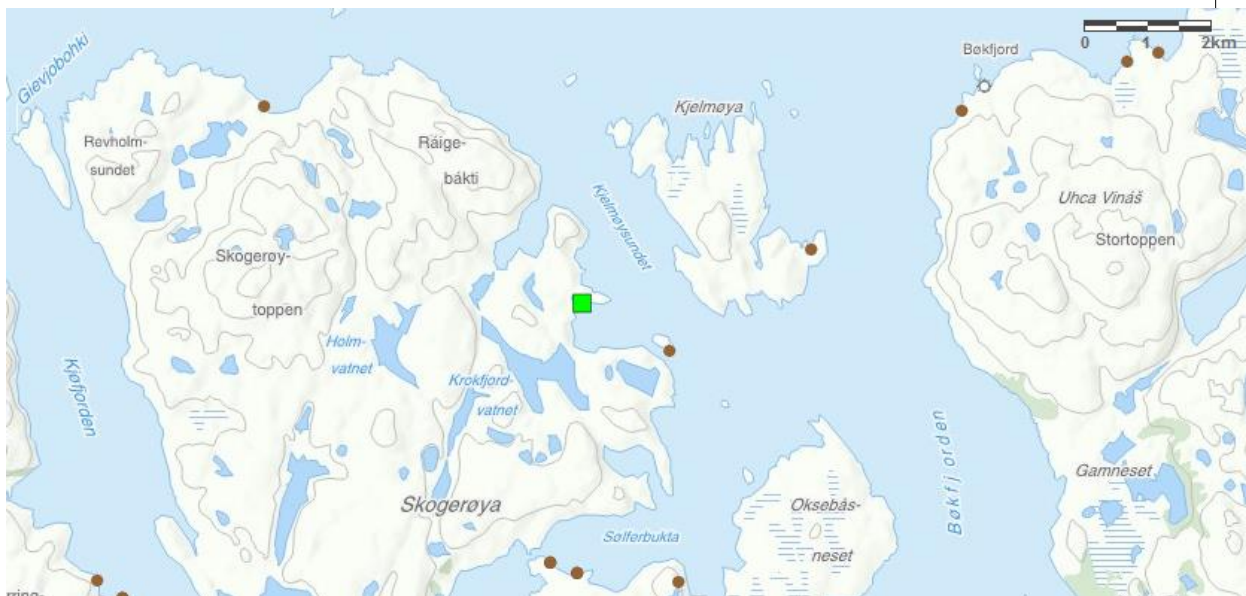 0 1 2km
Bøkfjord
Gievjobohki
Kjelmøya
Revholm-
sundet
Ráige-
bákti
Kjelmøysundet
Uhca Vináš
Stortoppen
Skogerøy-
toppen
Holm-
vatnet
Kjøfjorden
Krokfjord-
vatnet
Bøkfjorden
Gamneset
Skogerøya
Oksebås-
neset
Solferbukta